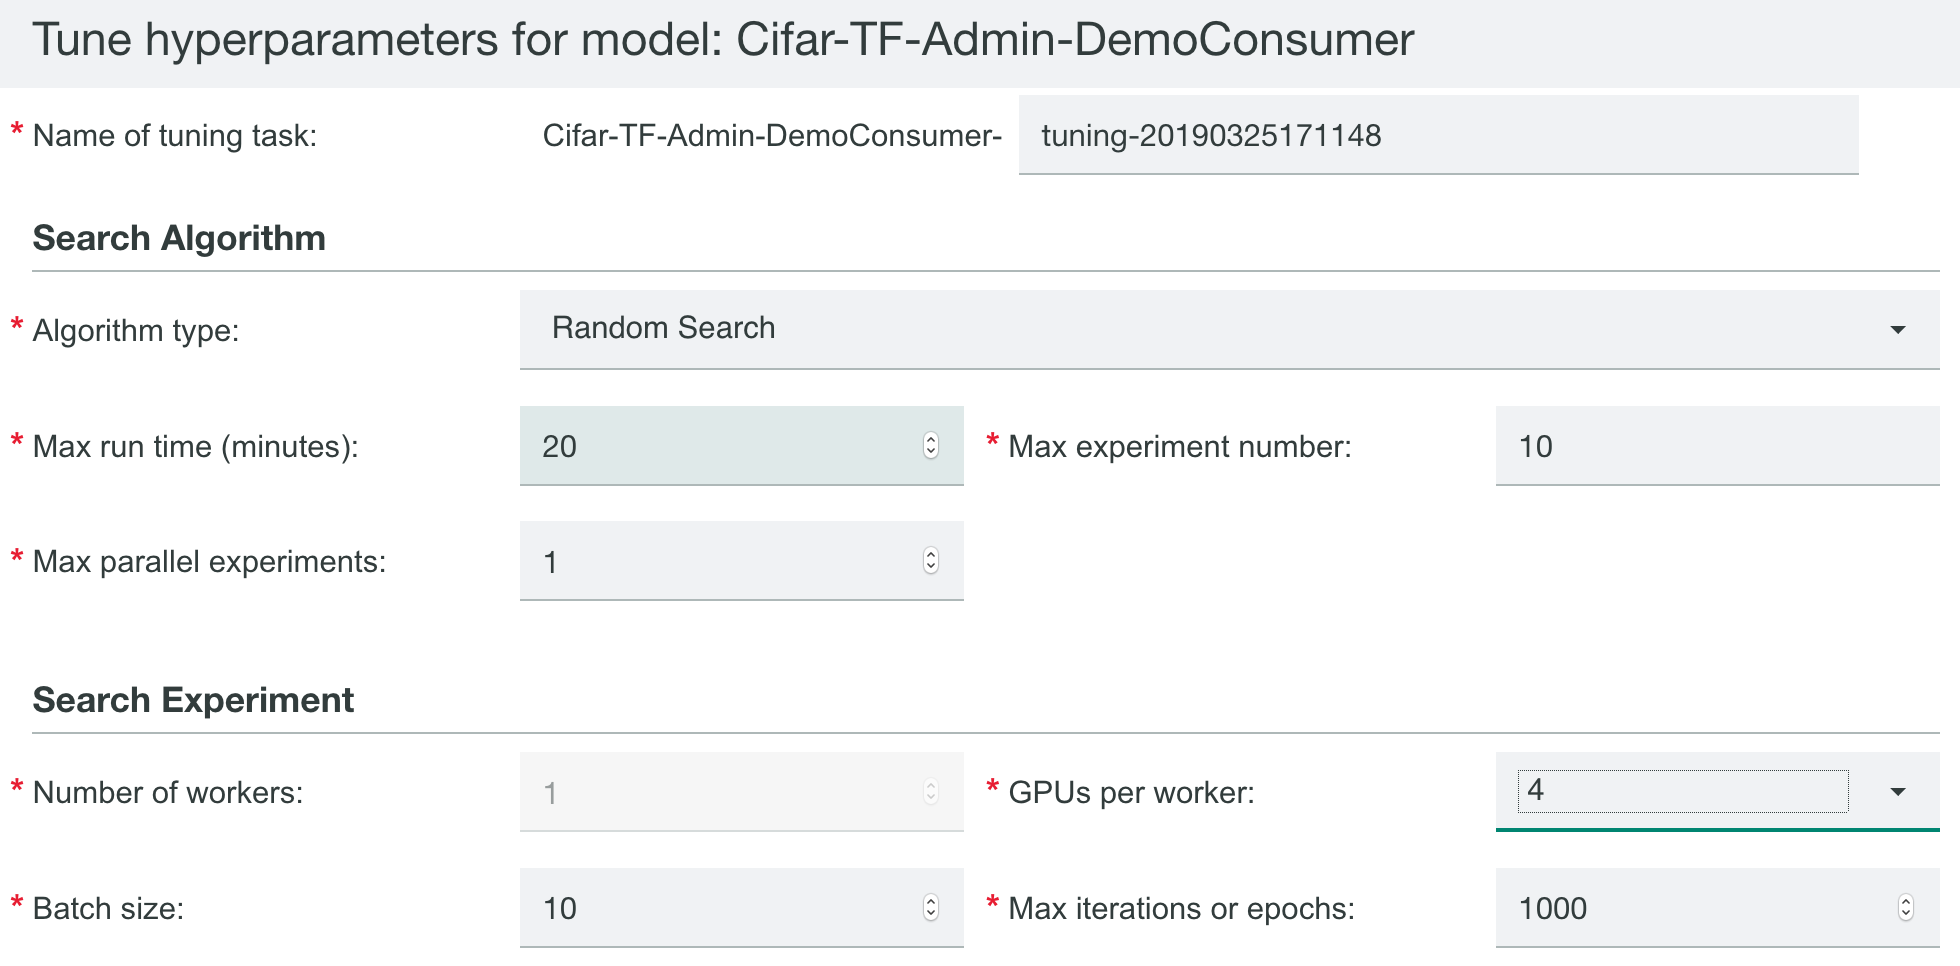 Tune hyperparameters for model: Cifar-TF-Admin-DemoConsumer
* Name of tuning task: Cifar-TF-Admin-DemoConsumer- tuning-20190325171148
Search Algorithm
* Algorithm type: Random Search
* Max run time (minutes): 20 * Max experiment number: 10
* Max parallel experiments: 1
Search Experiment
* Number of workers: 1 * GPUs per worker: 4
* Batch size: 10 * Max iterations or epochs: 1000